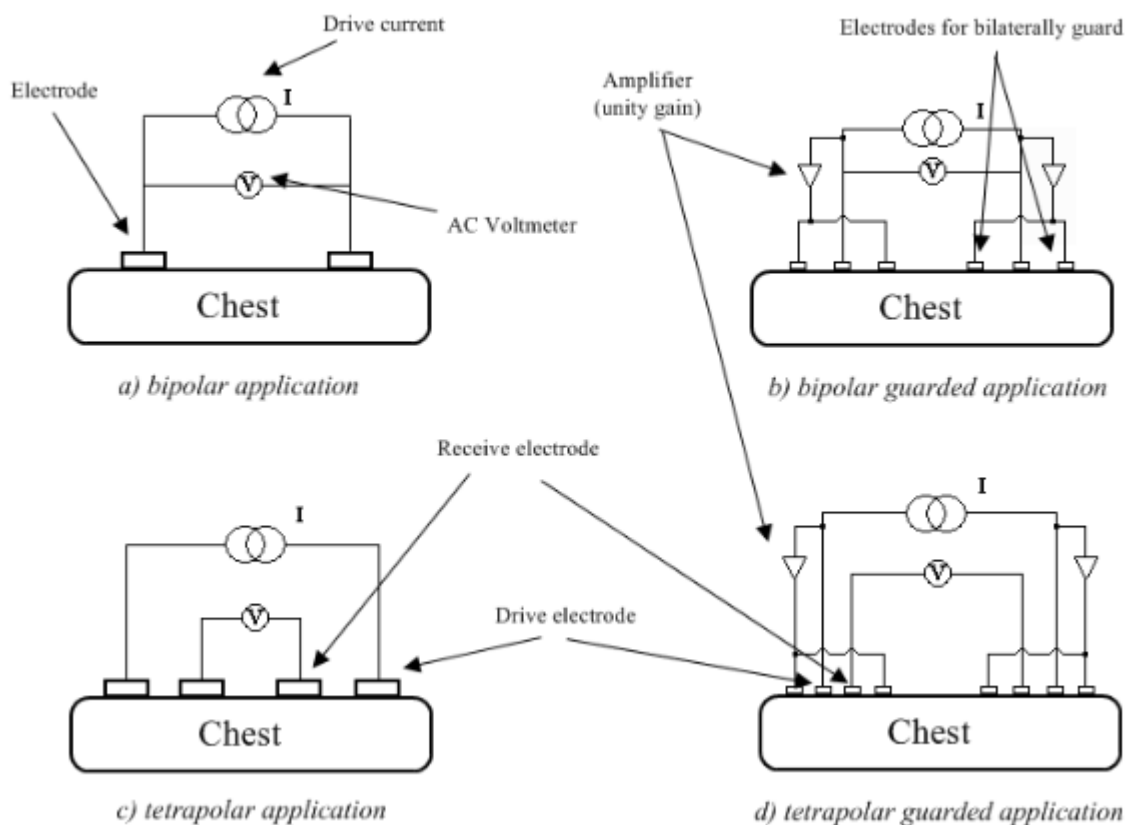 Drive current
I
Electrode
V
AC Voltmeter
Chest
a) bipolar application
Electrodes for bilaterally guard
Amplifier
(unity gain)
I
V
Chest
b) bipolar guarded application
Receive electrode
I
V
Drive electrode
Chest
c) tetrapolar application
I
V
Chest
d) tetrapolar guarded application